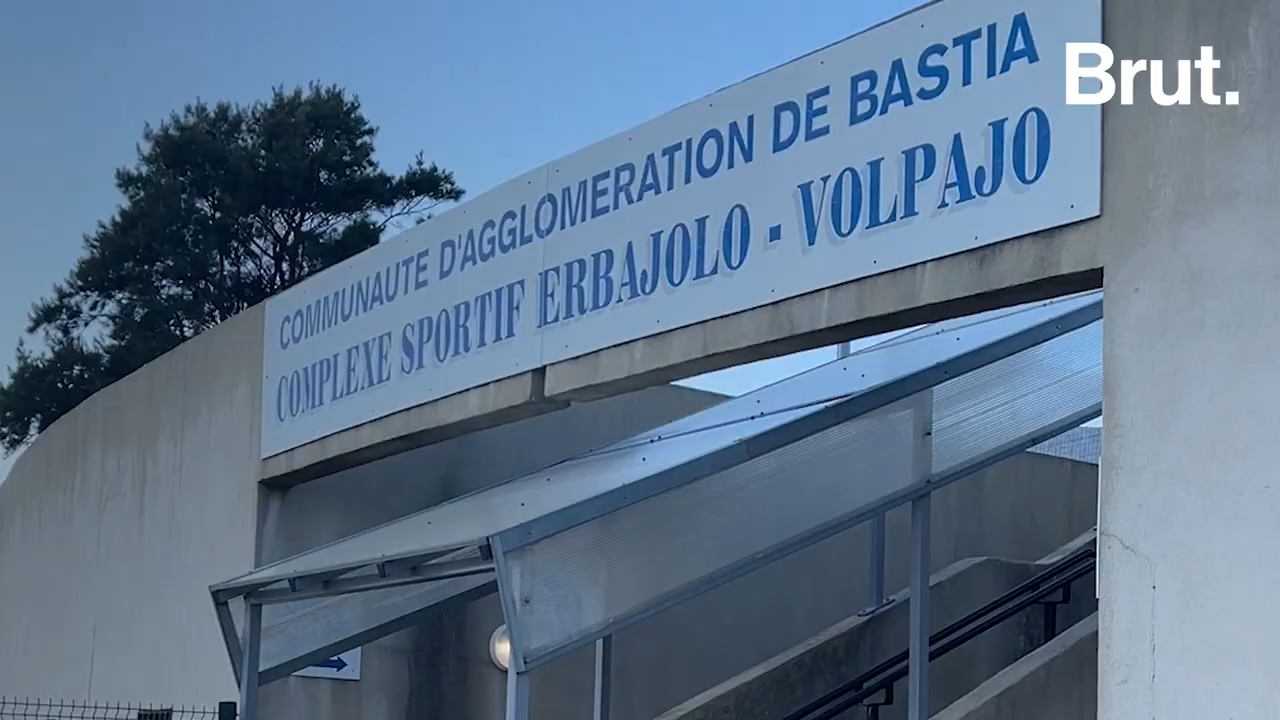 Brut.
COMMUNAUTE D'AGGLOMERATION DE BASTIA
COMPLEXE SPORTIF ERBAJOLO - VOLPAJO